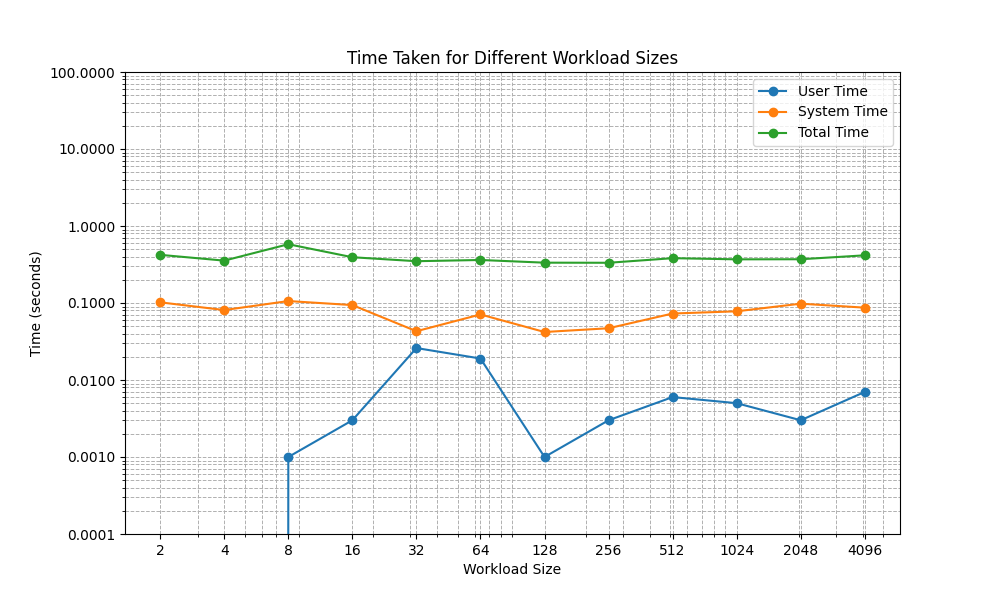 Time Taken for Different Workload Sizes
100.0000
10.0000
1.0000
0.1000
0.0100
0.0010
0.0001
Time (seconds)
User Time
System Time
Total Time
2 4 8 16 32 64 128 256 512 1024 2048 4096
Workload Size